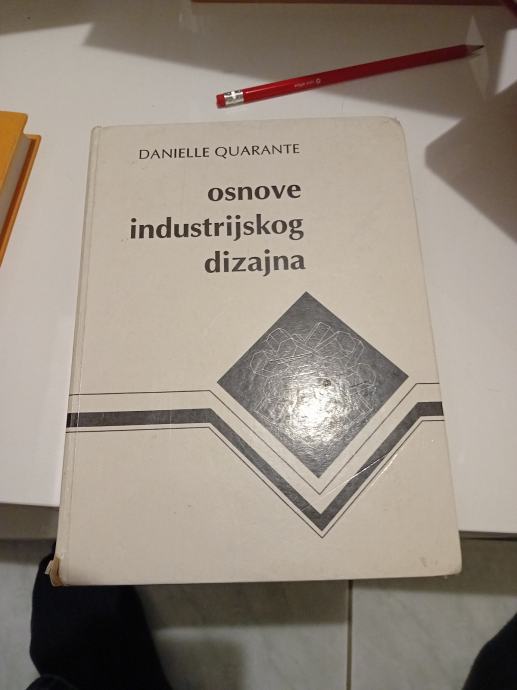 DANIELLE QUARANTE
osnove
industrijskog
dizajna